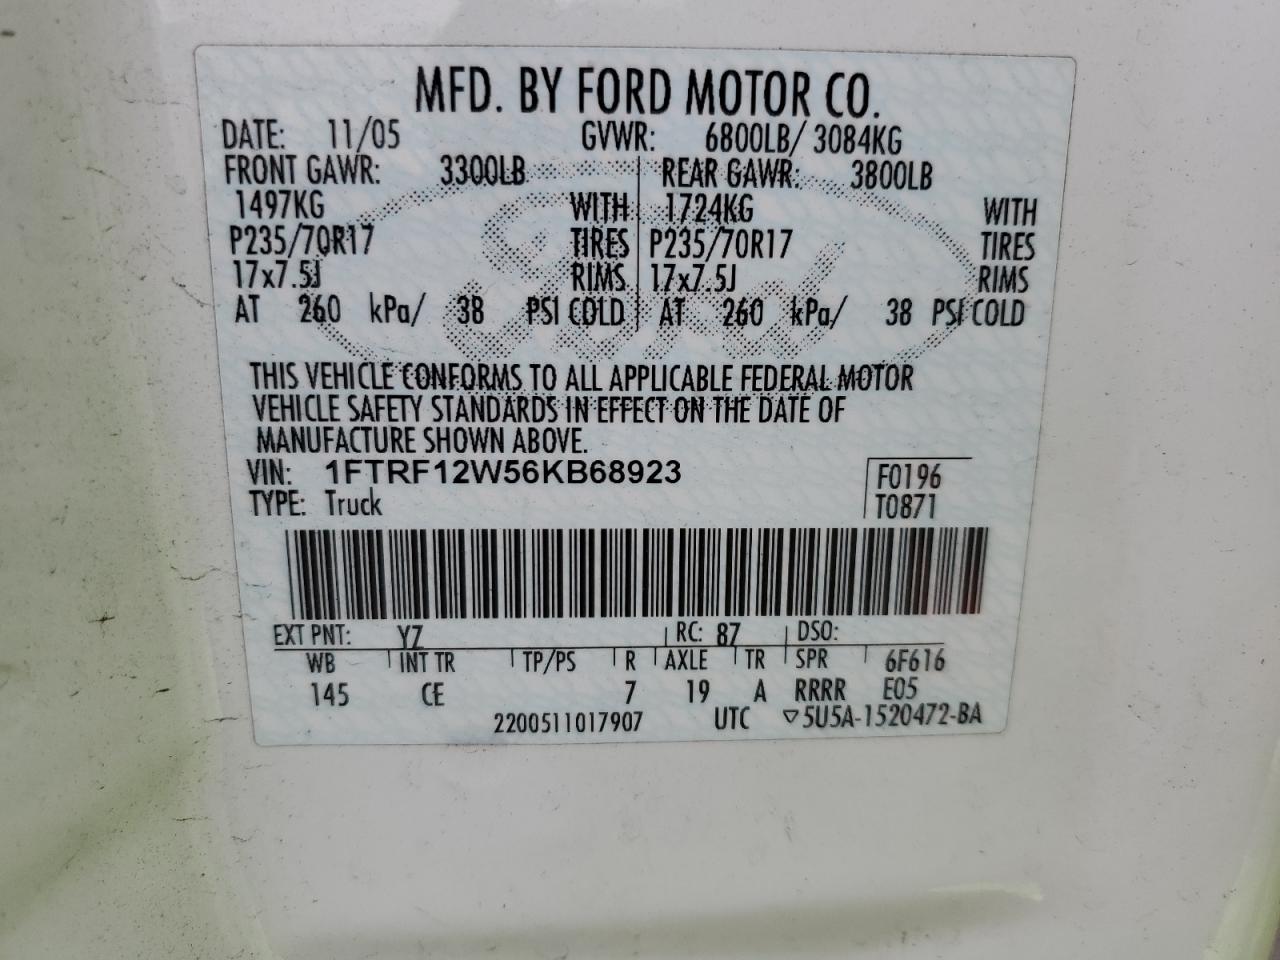 MFD. BY FORD MOTOR CO.
DATE: 11/05 GVWR: 6800LB/ 3084KG
FRONT GAWR: 3300LB REAR GAWR: 3800LB
1497KG WITH 1724KG WITH
P235/70R17 TIRES P235/70R17 TIRES
17x7.5J RIMS 17x7.5J RIMS
AT 260 kPa/ 38 PSI COLD AT 260 kPa/ 38 PSI COLD
Ford
THIS VEHICLE CONFORMS TO ALL APPLICABLE FEDERAL MOTOR
VEHICLE SAFETY STANDARDS IN EFFECT ON THE DATE OF
MANUFACTURE SHOWN ABOVE.
VIN: 1FTRF12W56KB68923 F0196
TYPE: Truck T0871
EXT PNT: YZ RC: 87 DSO:
WB INT TR TP/PS R AXLE TR SPR 6F616
145 CE 7 19 A RRRR E05
2200511017907 UTC ▽5U5A-1520472-BA